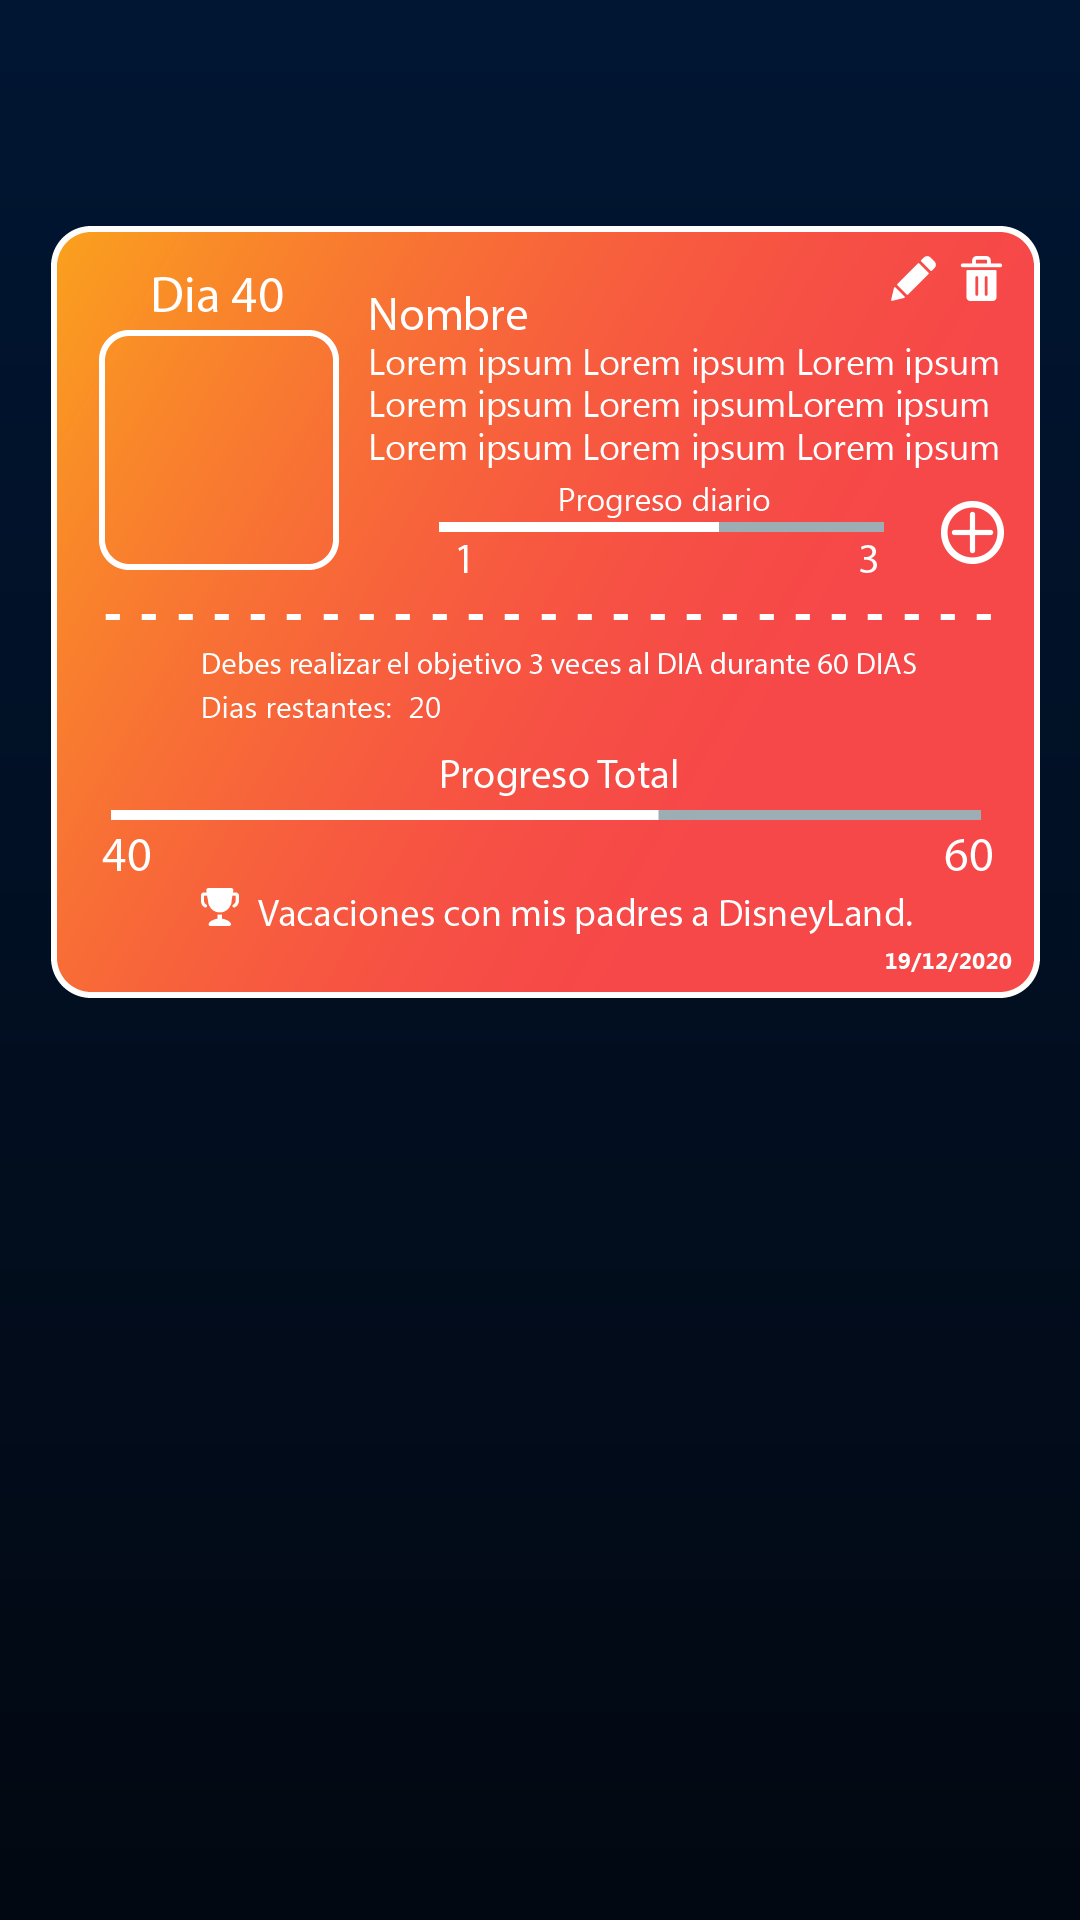 Dia 40
Nombre
Lorem ipsum Lorem ipsum Lorem ipsum
Lorem ipsum Lorem ipsumLorem ipsum
Lorem ipsum Lorem ipsum Lorem ipsum
Progreso diario
1 3
Debes realizar el objetivo 3 veces al DIA durante 60 DIAS
Dias restantes: 20
Progreso Total
40 60
Vacaciones con mis padres a DisneyLand.
19/12/2020